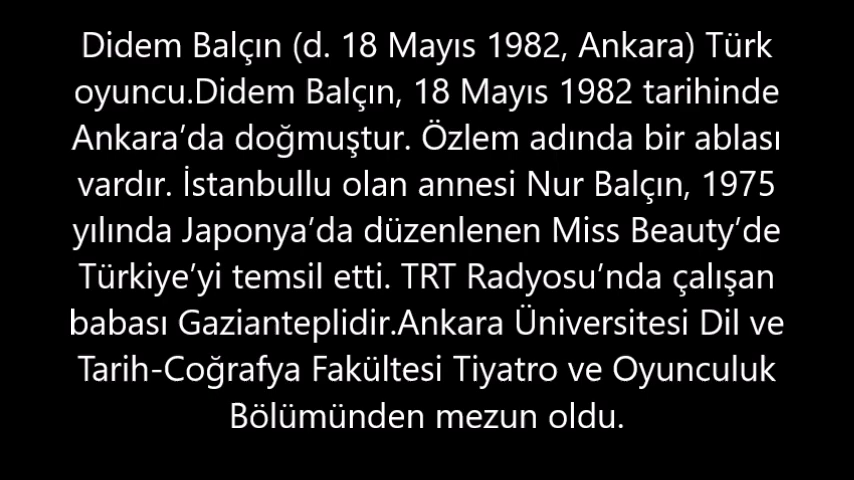 Didem Balçın (d. 18 Mayıs 1982, Ankara) Türk
oyuncu.Didem Balçın, 18 Mayıs 1982 tarihinde
Ankara’da doğmuştur. Özlem adında bir ablası
vardır. İstanbullu olan annesi Nur Balçın, 1975
yılında Japonya’da düzenlenen Miss Beauty’de
Türkiye’yi temsil etti. TRT Radyosu’nda çalışan
babası Gazianteplidir.Ankara Üniversitesi Dil ve
Tarih-Coğrafya Fakültesi Tiyatro ve Oyunculuk
Bölümünden mezun oldu.